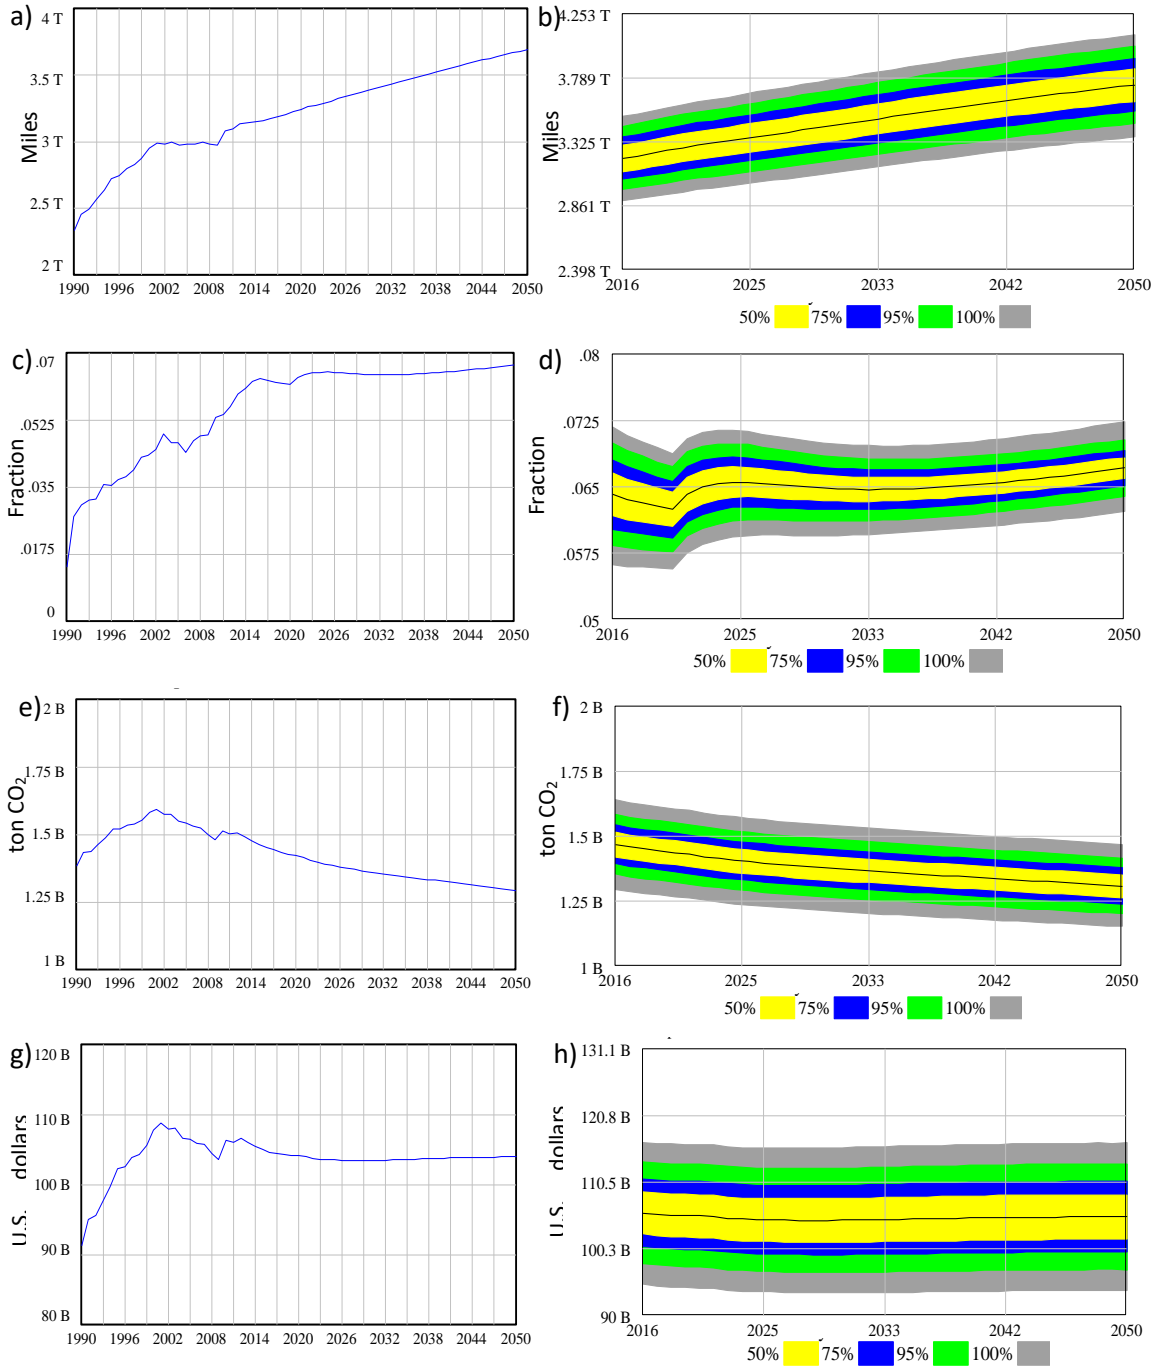 a)
Miles
4 T
3.5 T
3 T
2.5 T
2 T
1990 1996 2002 2008 2014 2020 2026 2032 2038 2044 2050
b)
Miles
4.253 T
3.789 T
3.325 T
2.861 T
2.398 T
2016 2025 2033 2042 2050
50% 75% 95% 100%
c)
Fraction
.07
.0525
.035
.0175
0
1990 1996 2002 2008 2014 2020 2026 2032 2038 2044 2050
d)
Fraction
.08
.0725
.065
.0575
.05
2016 2025 2033 2042 2050
50% 75% 95% 100%
e)
ton CO₂
2 B
1.75 B
1.5 B
1.25 B
1 B
1990 1996 2002 2008 2014 2020 2026 2032 2038 2044 2050
f)
ton CO₂
2 B
1.75 B
1.5 B
1.25 B
1 B
2016 2025 2033 2042 2050
50% 75% 95% 100%
g)
U.S. dollars
120 B
110 B
100 B
90 B
80 B
1990 1996 2002 2008 2014 2020 2026 2032 2038 2044 2050
h)
U.S. dollars
131.1 B
120.8 B
110.5 B
100.3 B
90 B
2016 2025 2033 2042 2050
50% 75% 95% 100%